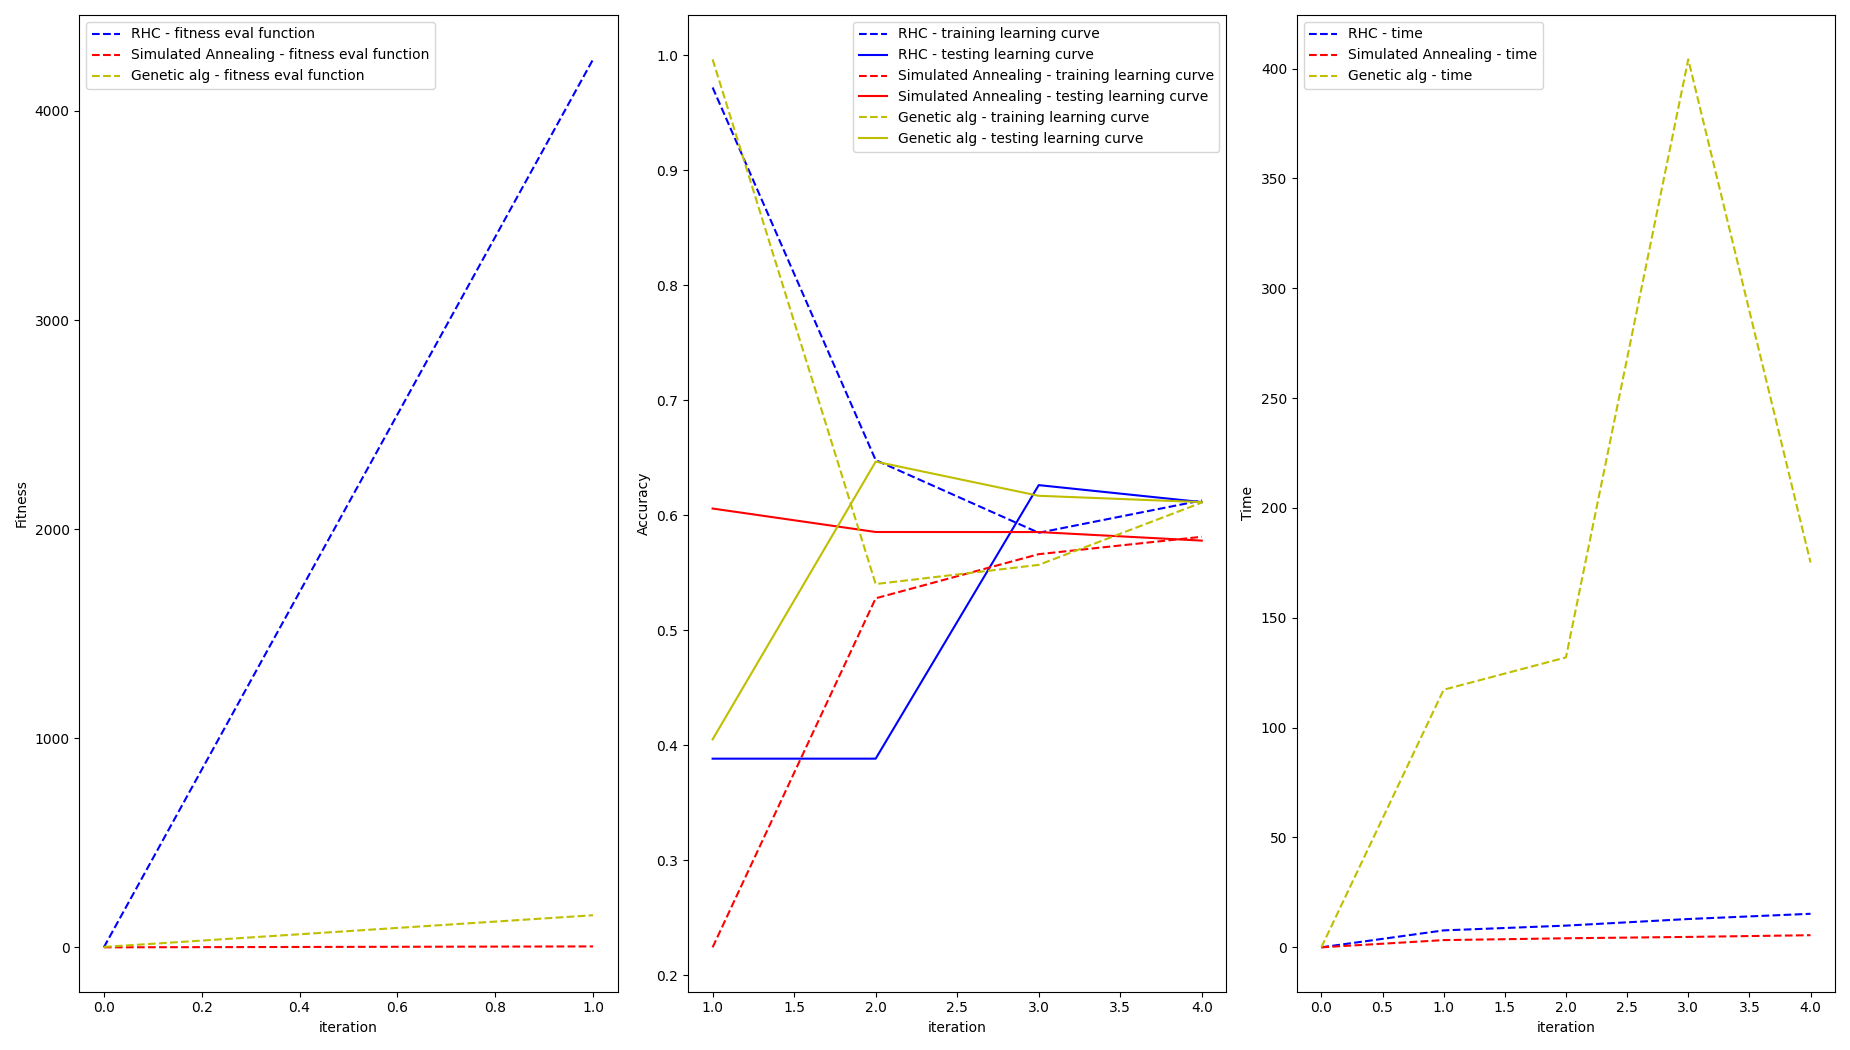 RHC - fitness eval function
Simulated Annealing - fitness eval function
Genetic alg - fitness eval function
4000
3000
2000
1000
0
Fitness
0.0 0.2 0.4 0.6 0.8 1.0
iteration
RHC - training learning curve
RHC - testing learning curve
Simulated Annealing - training learning curve
Simulated Annealing - testing learning curve
Genetic alg - training learning curve
Genetic alg - testing learning curve
1.0
0.9
0.8
0.7
0.6
0.5
0.4
0.3
0.2
Accuracy
1.0 1.5 2.0 2.5 3.0 3.5 4.0
iteration
RHC - time
Simulated Annealing - time
Genetic alg - time
400
350
300
250
200
150
100
50
0
Time
0.0 0.5 1.0 1.5 2.0 2.5 3.0 3.5 4.0
iteration